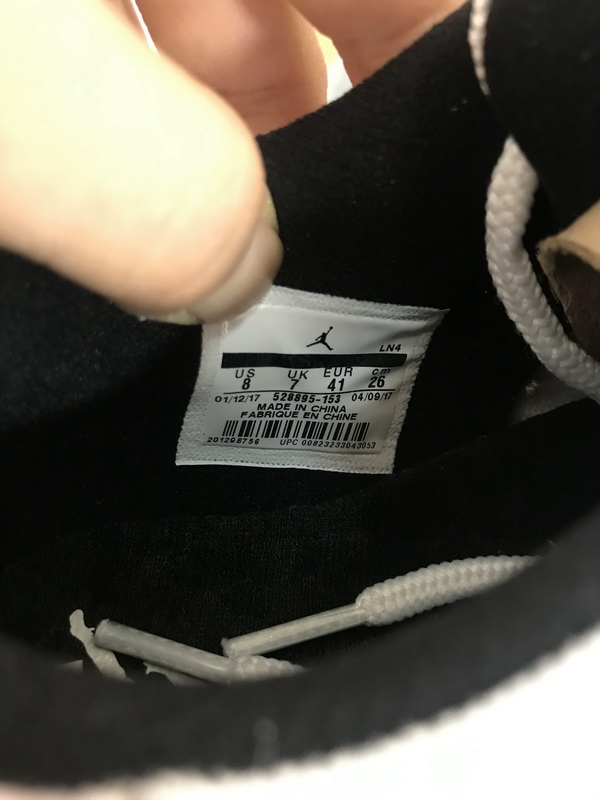 LN4
US UK EUR cm
8 7 41 26
01/12/17 528895-153 04/09/17
MADE IN CHINA
FABRIQUE EN CHINE
201298756 UPC 00823233043053